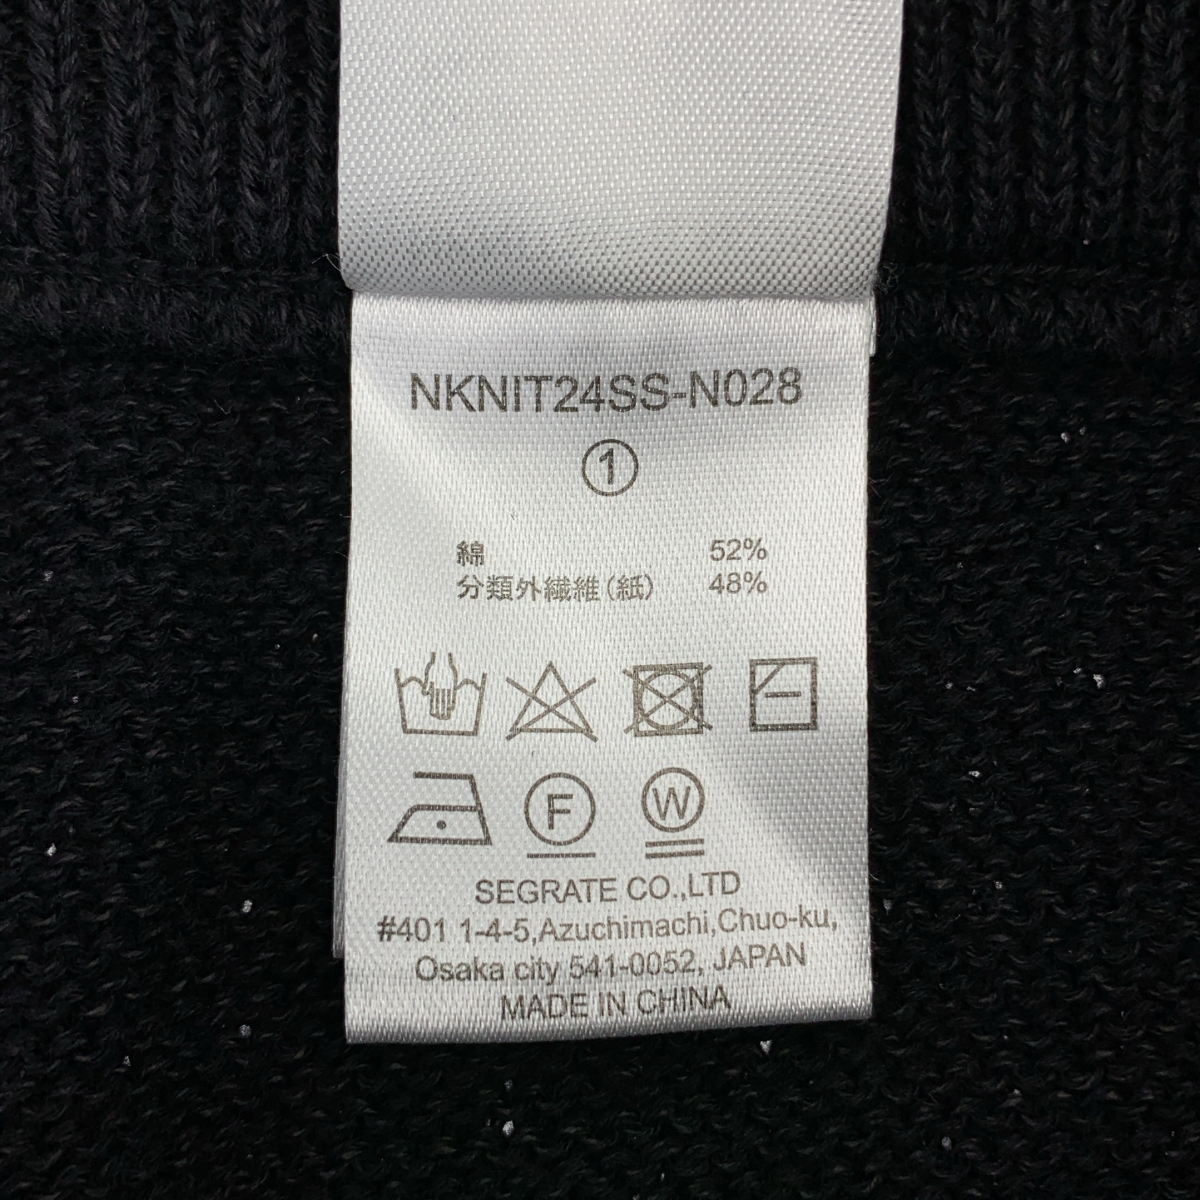 NKNIT24SS-N028
①
綿 52%
分類外繊維(紙) 48%
F W
SEGRATE CO.,LTD
#401 1-4-5,Azuchimachi,Chuo-ku,
Osaka city 541-0052, JAPAN
MADE IN CHINA